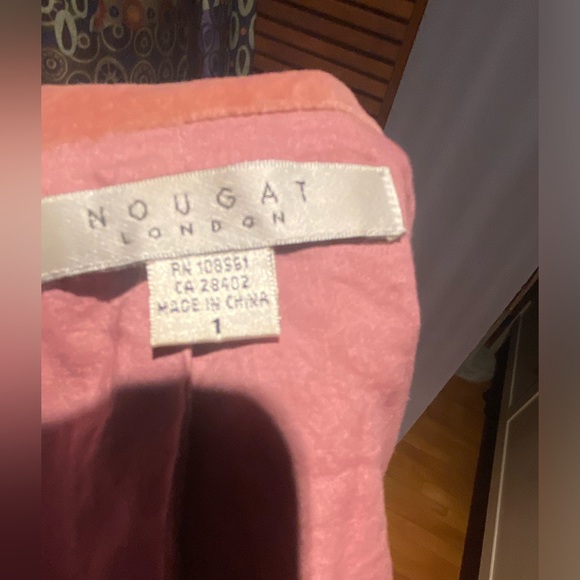 NOUGAT
LONDON
RN 108561
CA 28402
MADE IN CHINA
1